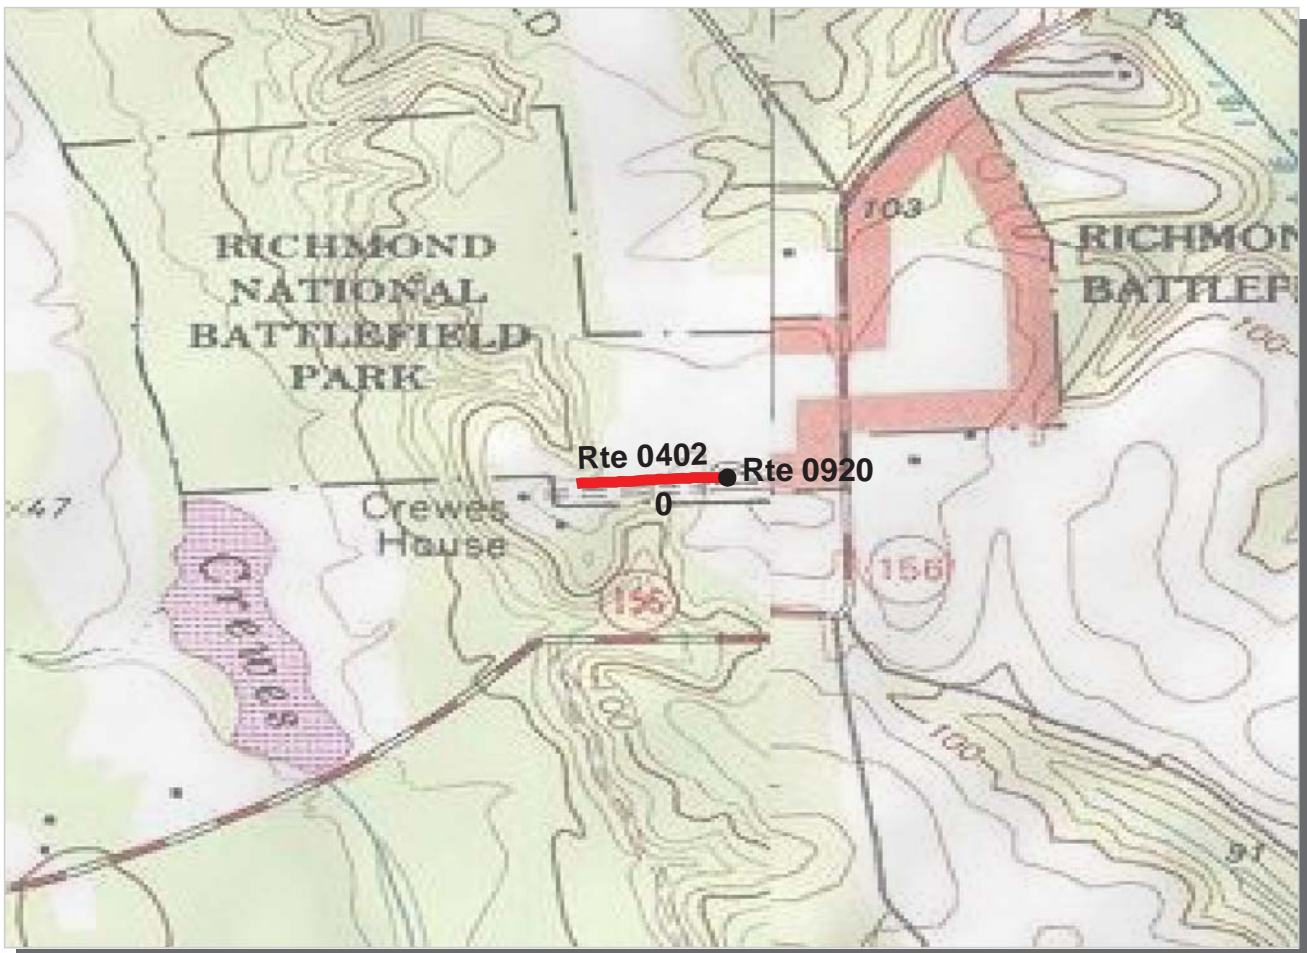 103
RICHMOND
NATIONAL
BATTLEFIELD
PARK
RICHMON
BATTLEF
100
Rte 0402
Rte 0920
0
47
Crewes
House
156
156
Crewes
100
100
91